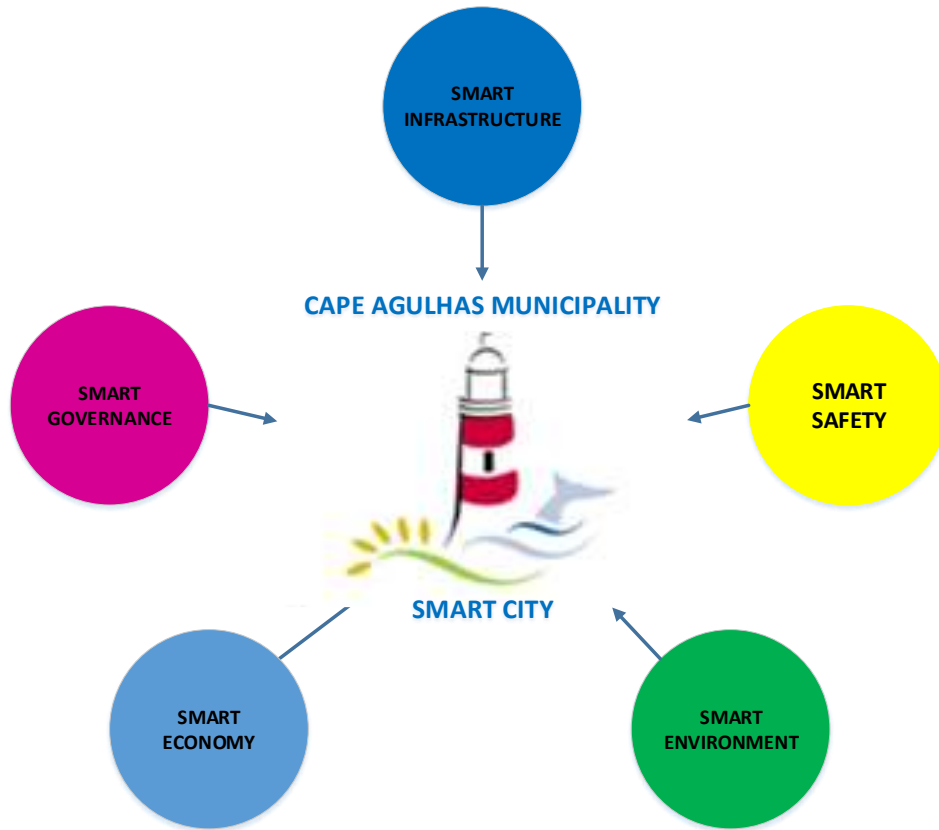 SMART
INFRASTRUCTURE
CAPE AGULHAS MUNICIPALITY
SMART
GOVERNANCE
SMART
SAFETY
SMART CITY
SMART
ECONOMY
SMART
ENVIRONMENT